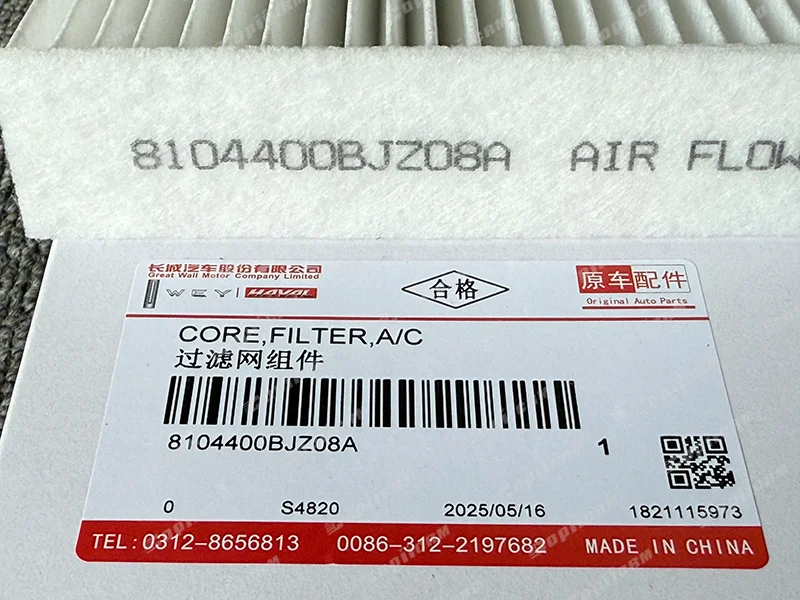 8104400BJZ08A AIR FLOW
长城汽车股份有限公司
Great Wall Motor Company Limited
WEY | HAVAL
合格
原车配件
Original Auto Parts
CORE,FILTER,A/C
过滤网组件
8104400BJZ08A
1
0 S4820 2025/05/16 1821115973
TEL:0312-8656813 0086-312-2197682 MADE IN CHINA